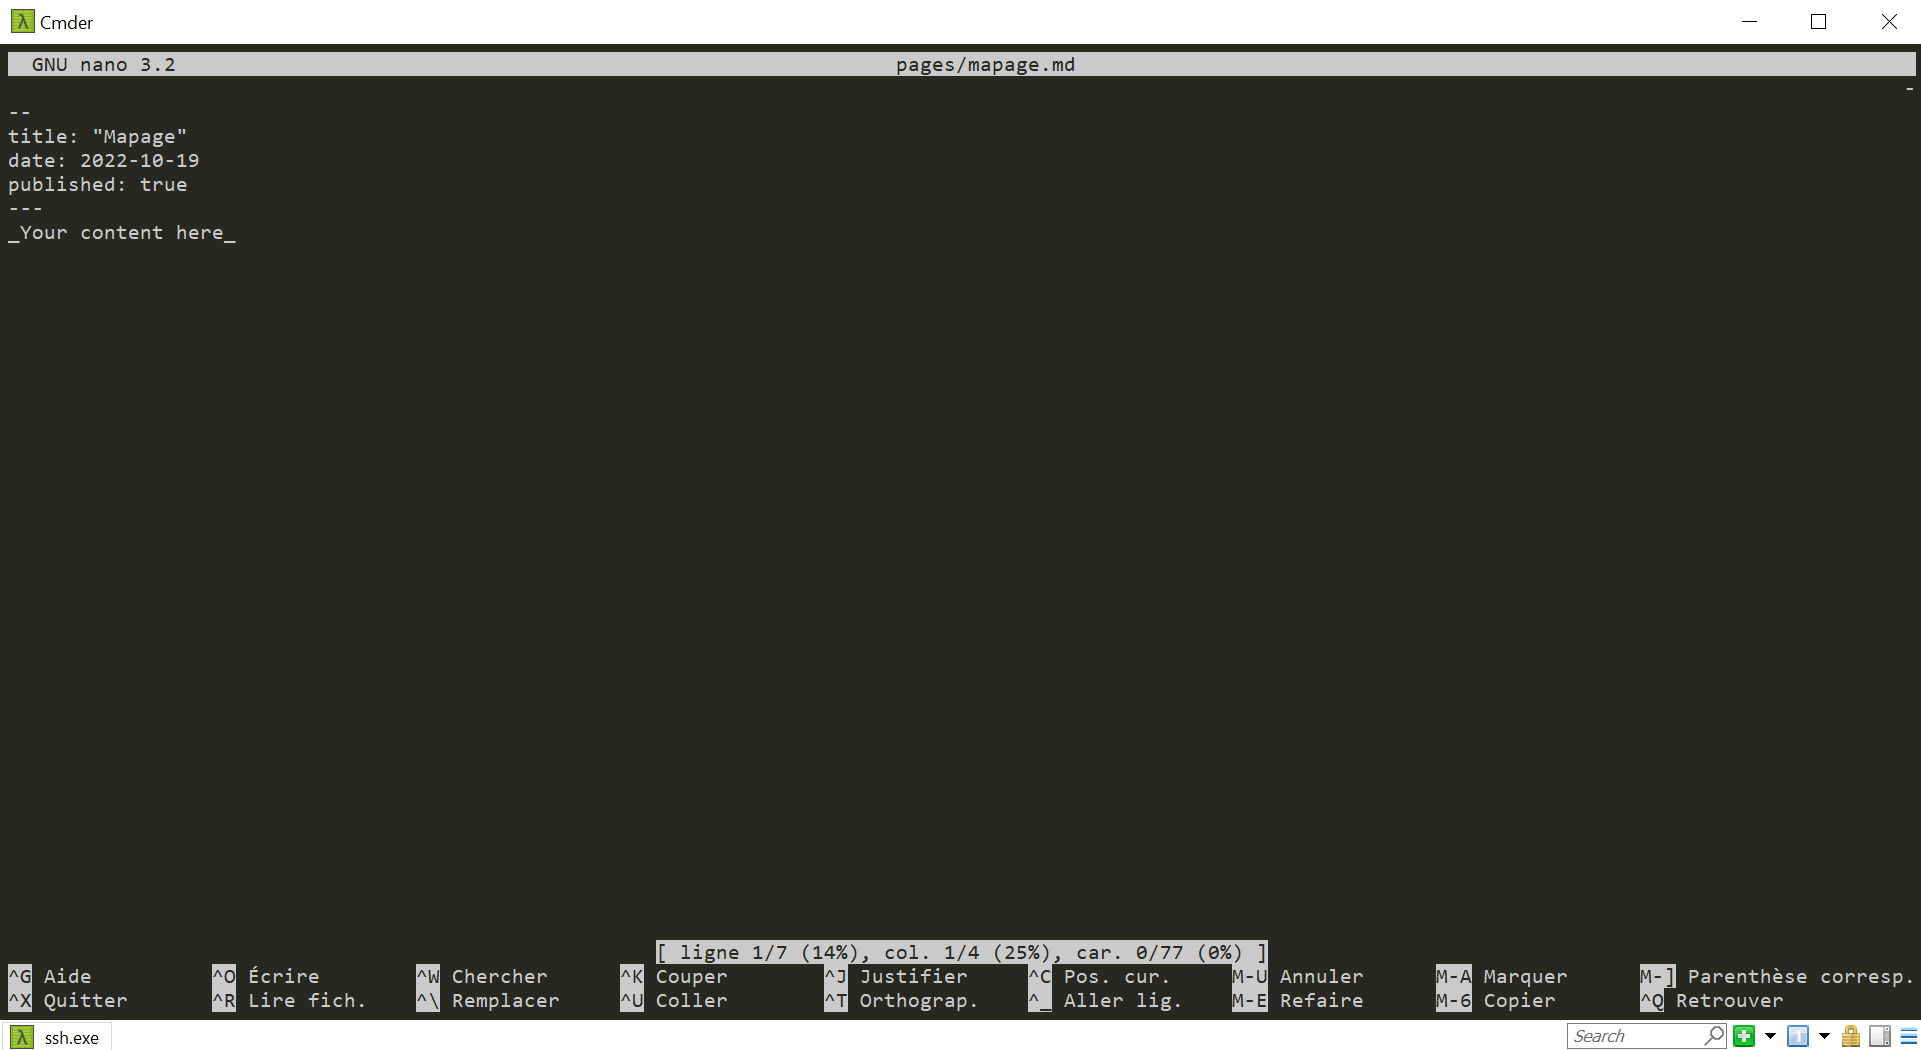 Cmder
GNU nano 3.2 pages/mapage.md
-
--
title: "Mapage"
date: 2022-10-19
published: true
---
_Your content here_
[ ligne 1/7 (14%), col. 1/4 (25%), car. 0/77 (0%) ]
^G Aide ^O Écrire ^W Chercher ^K Couper ^J Justifier ^C Pos. cur. M-U Annuler M-A Marquer M-] Parenthèse corresp.
^X Quitter ^R Lire fich. ^\ Remplacer ^U Coller ^T Orthograp. ^_ Aller lig. M-E Refaire M-6 Copier ^Q Retrouver
ssh.exe Search 1